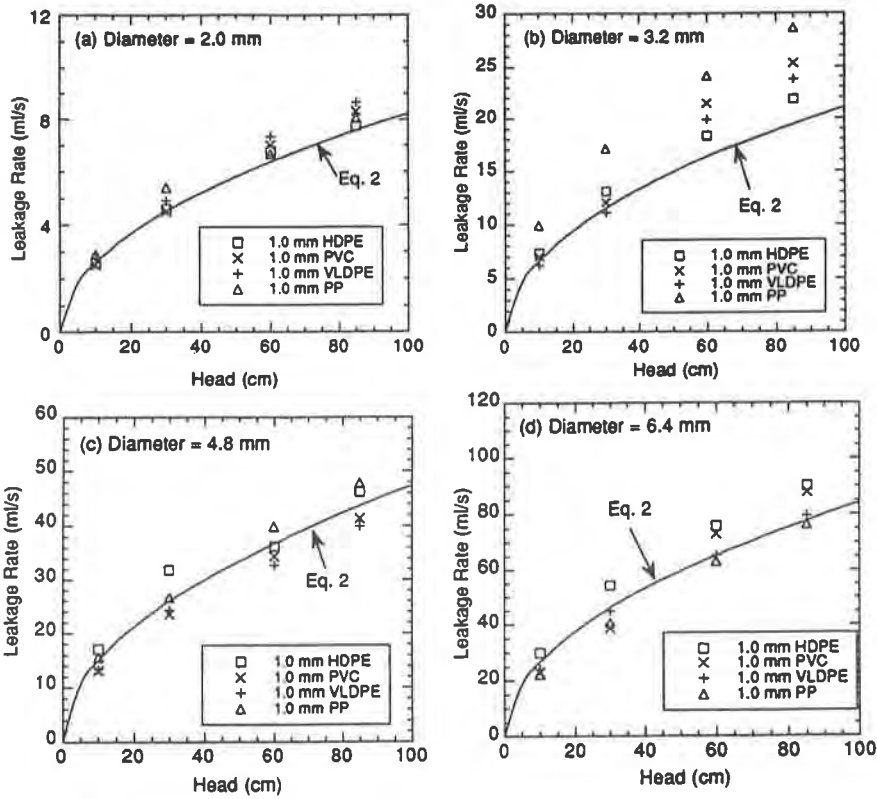 (a) Diameter = 2.0 mm
Leakage Rate (ml/s)
12
8
4
0
Eq. 2
1.0 mm HDPE
1.0 mm PVC
1.0 mm VLDPE
1.0 mm PP
0 20 40 60 80 100
Head (cm)
(b) Diameter = 3.2 mm
Leakage Rate (ml/s)
30
25
20
15
10
5
0
Eq. 2
1.0 mm HDPE
1.0 mm PVC
1.0 mm VLDPE
1.0 mm PP
0 20 40 60 80 100
Head (cm)
(c) Diameter = 4.8 mm
Leakage Rate (ml/s)
60
50
40
30
20
10
0
Eq. 2
1.0 mm HDPE
1.0 mm PVC
1.0 mm VLDPE
1.0 mm PP
0 20 40 60 80 100
Head (cm)
(d) Diameter = 6.4 mm
Leakage Rate (ml/s)
120
100
80
60
40
20
0
Eq. 2
1.0 mm HDPE
1.0 mm PVC
1.0 mm VLDPE
1.0 mm PP
0 20 40 60 80 100
Head (cm)